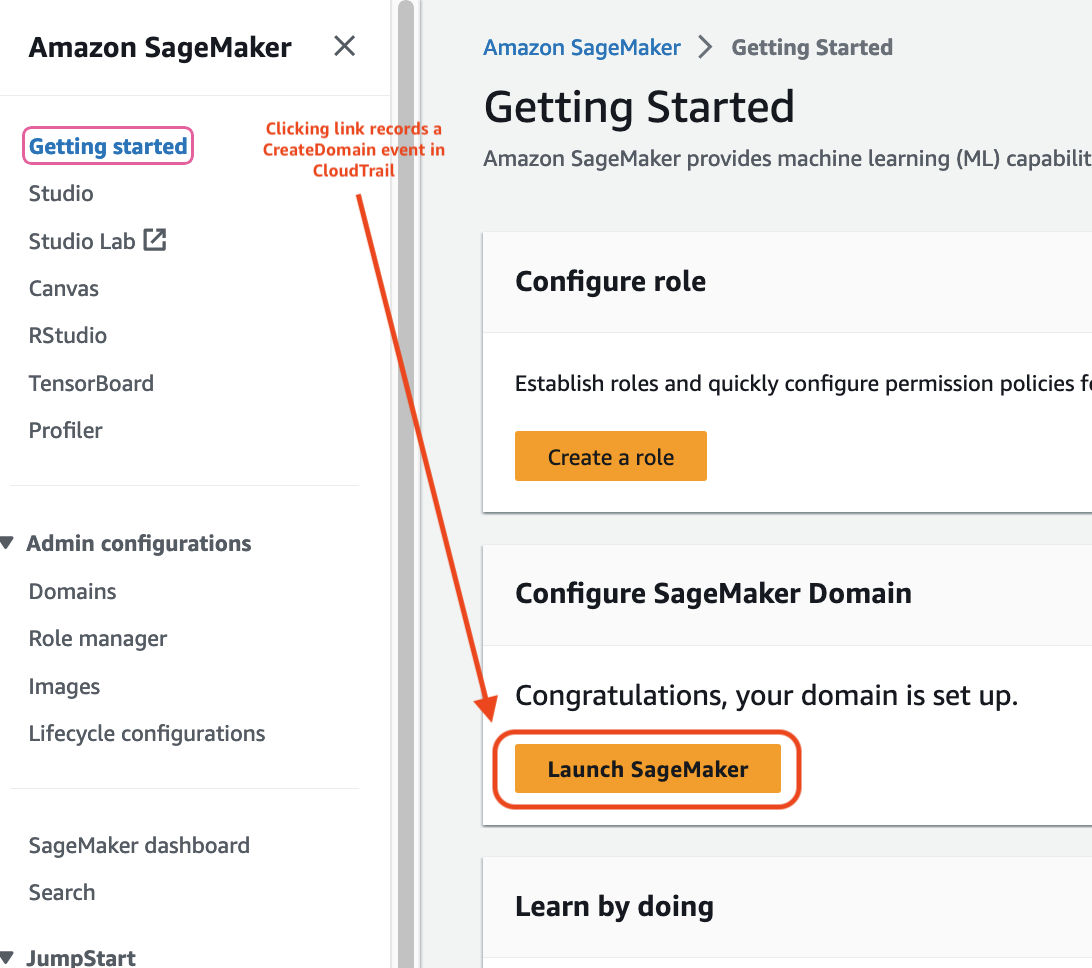 Amazon SageMaker
Getting started
Studio
Studio Lab
Canvas
RStudio
TensorBoard
Profiler
Admin configurations
Domains
Role manager
Images
Lifecycle configurations
SageMaker dashboard
Search
JumpStart
Clicking link records a
CreateDomain event in
CloudTrail
Amazon SageMaker > Getting Started
Getting Started
Amazon SageMaker provides machine learning (ML) capabilit
Configure role
Establish roles and quickly configure permission policies fo
Create a role
Configure SageMaker Domain
Congratulations, your domain is set up.
Launch SageMaker
Learn by doing